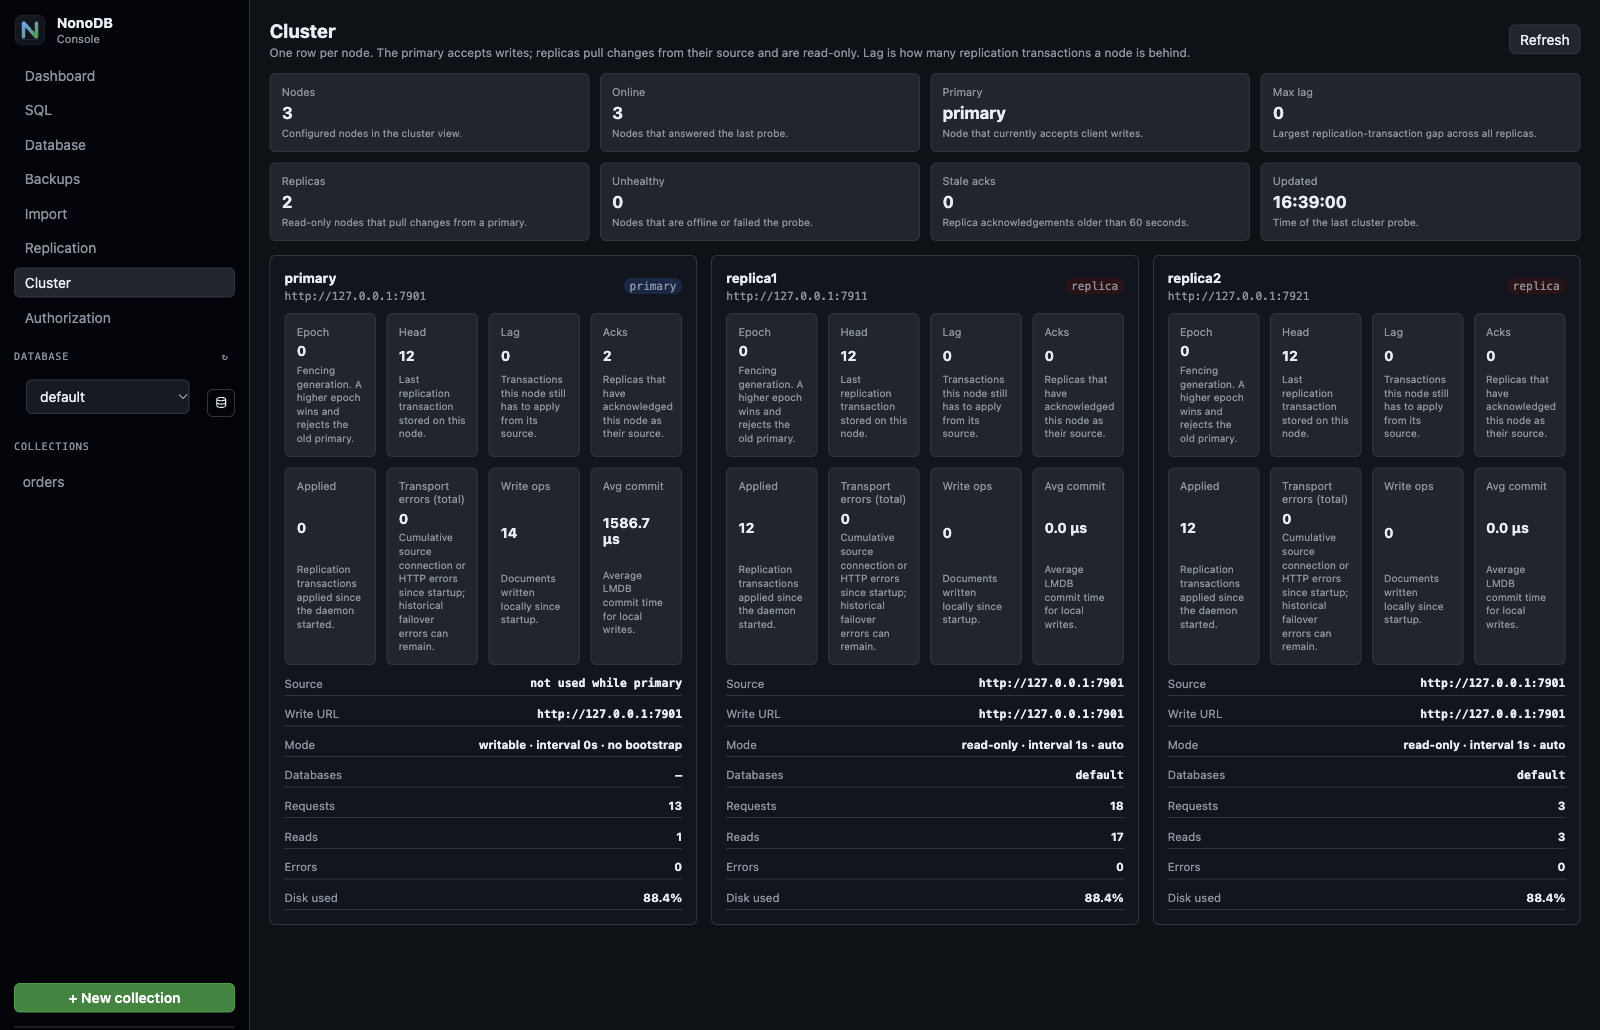 NonoDB
Console
Dashboard
SQL
Database
Backups
Import
Replication
Cluster
Authorization
DATABASE
default
COLLECTIONS
orders
+ New collection
Cluster
One row per node. The primary accepts writes; replicas pull changes from their source and are read-only. Lag is how many replication transactions a node is behind.
Refresh
Nodes
3
Configured nodes in the cluster view.
Online
3
Nodes that answered the last probe.
Primary
primary
Node that currently accepts client writes.
Max lag
0
Largest replication-transaction gap across all replicas.
Replicas
2
Read-only nodes that pull changes from a primary.
Unhealthy
0
Nodes that are offline or failed the probe.
Stale acks
0
Replica acknowledgements older than 60 seconds.
Updated
16:39:00
Time of the last cluster probe.
primary
http://127.0.0.1:7901
primary
Epoch
0
Fencing
generation. A
higher epoch
wins and
rejects the
old primary.
Head
12
Last
replication
transaction
stored on this
node.
Lag
0
Transactions
this node still
has to apply
from its
source.
Acks
2
Replicas that
have
acknowledged
this node as
their source.
Applied
0
Replication
transactions
applied since
the daemon
started.
Transport
errors (total)
0
Cumulative
source
connection or
HTTP errors
since startup;
historical
failover
errors can
remain.
Write ops
14
Documents
written
locally since
startup.
Avg commit
1586.7
µs
Average
LMDB
commit time
for local
writes.
Source not used while primary
Write URL http://127.0.0.1:7901
Mode writable · interval 0s · no bootstrap
Databases —
Requests 13
Reads 1
Errors 0
Disk used 88.4%
replica1
http://127.0.0.1:7911
replica
Epoch
0
Fencing
generation. A
higher epoch
wins and
rejects the
old primary.
Head
12
Last
replication
transaction
stored on this
node.
Lag
0
Transactions
this node still
has to apply
from its
source.
Acks
0
Replicas that
have
acknowledged
this node as
their source.
Applied
12
Replication
transactions
applied since
the daemon
started.
Transport
errors (total)
0
Cumulative
source
connection or
HTTP errors
since startup;
historical
failover
errors can
remain.
Write ops
0
Documents
written
locally since
startup.
Avg commit
0.0 µs
Average
LMDB
commit time
for local
writes.
Source http://127.0.0.1:7901
Write URL http://127.0.0.1:7901
Mode read-only · interval 1s · auto
Databases default
Requests 18
Reads 17
Errors 0
Disk used 88.4%
replica2
http://127.0.0.1:7921
replica
Epoch
0
Fencing
generation. A
higher epoch
wins and
rejects the
old primary.
Head
12
Last
replication
transaction
stored on this
node.
Lag
0
Transactions
this node still
has to apply
from its
source.
Acks
0
Replicas that
have
acknowledged
this node as
their source.
Applied
12
Replication
transactions
applied since
the daemon
started.
Transport
errors (total)
0
Cumulative
source
connection or
HTTP errors
since startup;
historical
failover
errors can
remain.
Write ops
0
Documents
written
locally since
startup.
Avg commit
0.0 µs
Average
LMDB
commit time
for local
writes.
Source http://127.0.0.1:7901
Write URL http://127.0.0.1:7901
Mode read-only · interval 1s · auto
Databases default
Requests 3
Reads 3
Errors 0
Disk used 88.4%